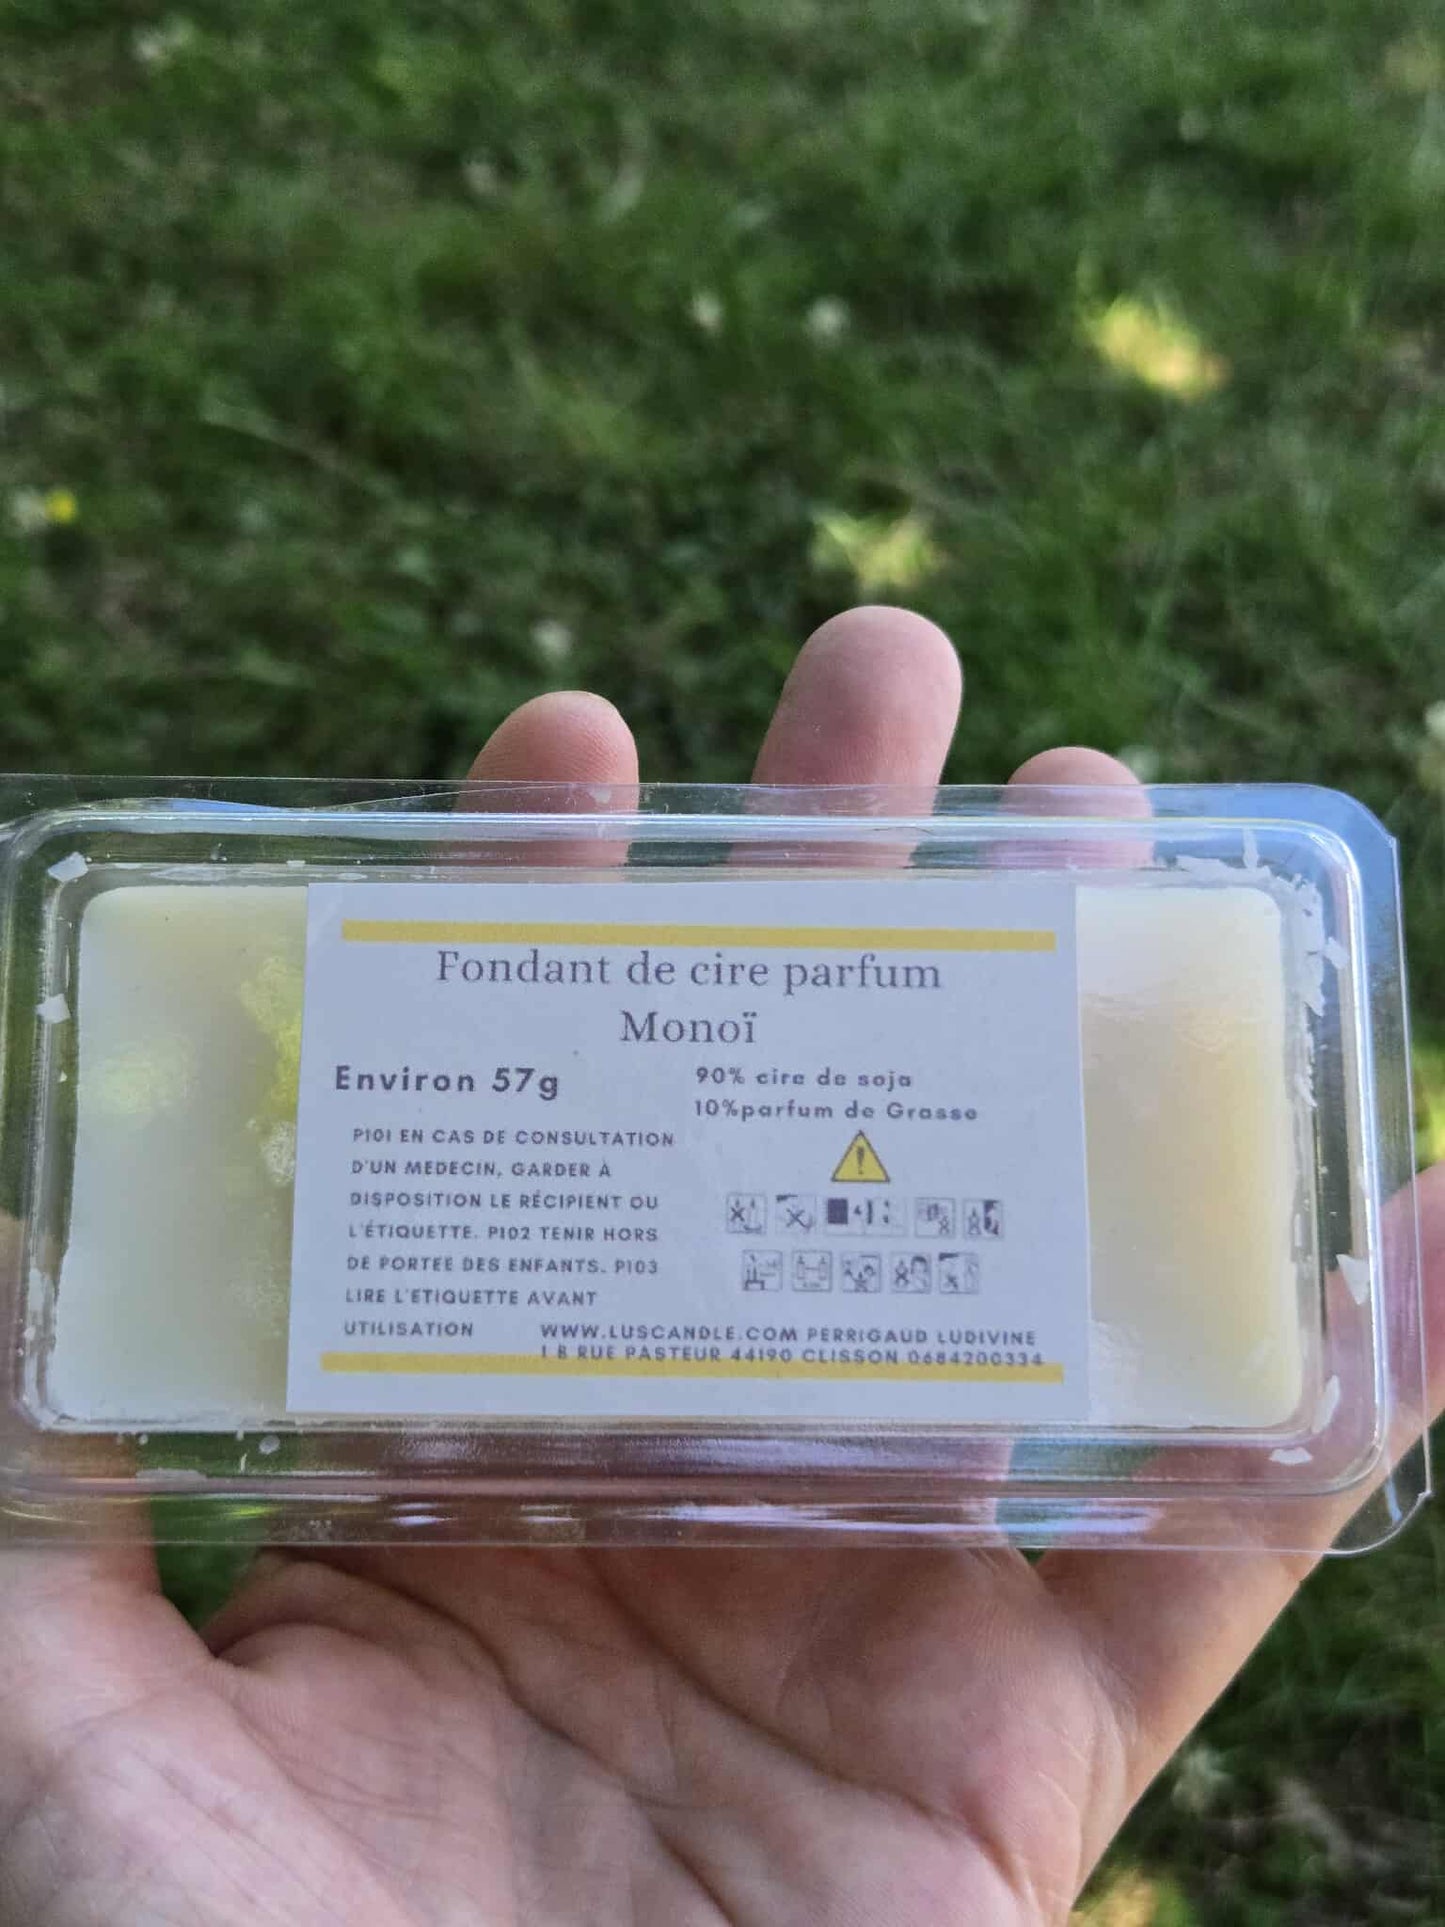 Fondant de cire parfum
Monoï
Environ 57g
90% cire de soja
10%parfum de Grasse
P101 EN CAS DE CONSULTATION
D'UN MEDECIN, GARDER À
DISPOSITION LE RÉCIPIENT OU
L'ÉTIQUETTE. P102 TENIR HORS
DE PORTEE DES ENFANTS. P103
LIRE L'ETIQUETTE AVANT
UTILISATION
WWW.LUSCANDLE.COM PERRIGAUD LUDIVINE
1 B RUE PASTEUR 44190 CLISSON 0684200334